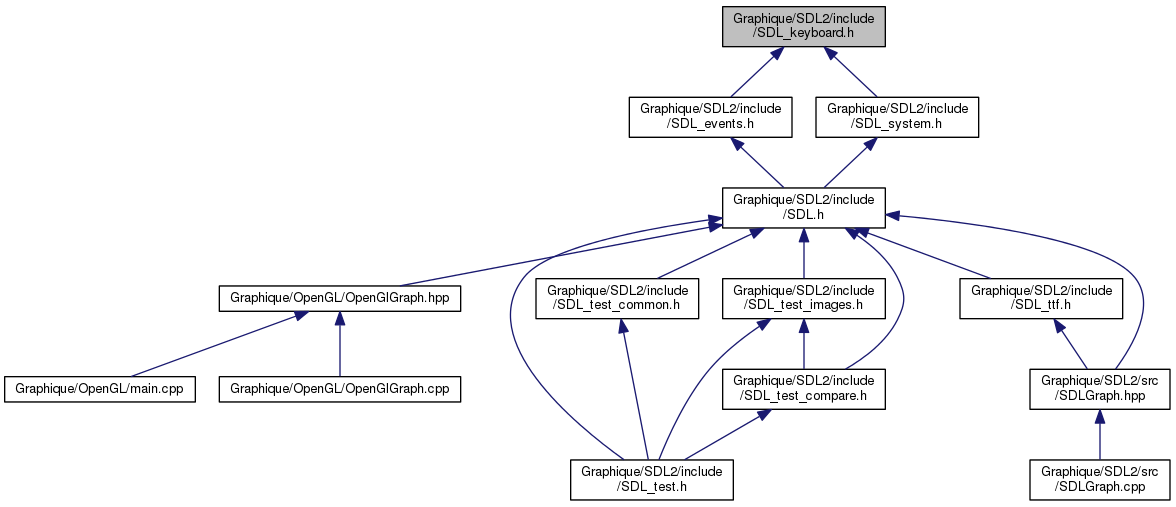 Graphique/SDL2/include
/SDL_keyboard.h
Graphique/SDL2/include
/SDL_events.h
Graphique/SDL2/include
/SDL_system.h
Graphique/SDL2/include
/SDL.h
Graphique/OpenGL/OpenGlGraph.hpp
Graphique/SDL2/include
/SDL_test_common.h
Graphique/SDL2/include
/SDL_test_images.h
Graphique/SDL2/include
/SDL_ttf.h
Graphique/OpenGL/main.cpp
Graphique/OpenGL/OpenGlGraph.cpp
Graphique/SDL2/include
/SDL_test_compare.h
Graphique/SDL2/src
/SDLGraph.hpp
Graphique/SDL2/include
/SDL_test.h
Graphique/SDL2/src
/SDLGraph.cpp